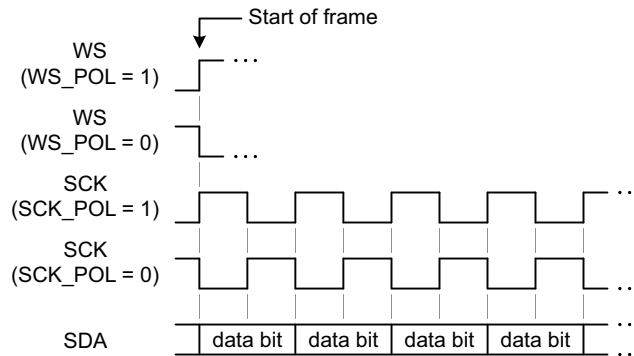 Start of frame
WS
(WS_POL = 1)
WS
(WS_POL = 0)
SCK
(SCK_POL = 1)
SCK
(SCK_POL = 0)
SDA data bit data bit data bit data bit